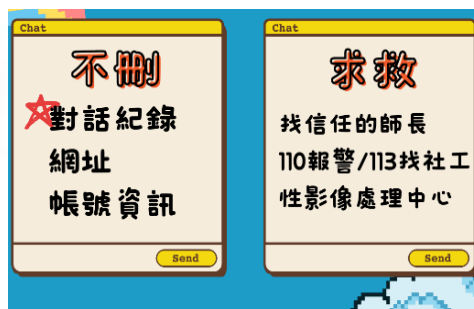 Chat
不刪
對話紀錄
網址
帳號資訊
Send
Chat
求救
找信任的師長
110報警/113找社工
性影像處理中心
Send